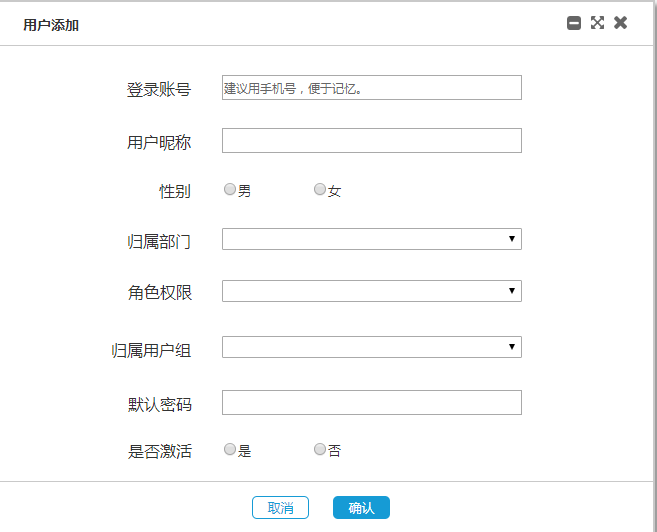 用户添加
登录账号 建议用手机号，便于记忆。
用户昵称
性别 男 女
归属部门
角色权限
归属用户组
默认密码
是否激活 是 否
取消 确认